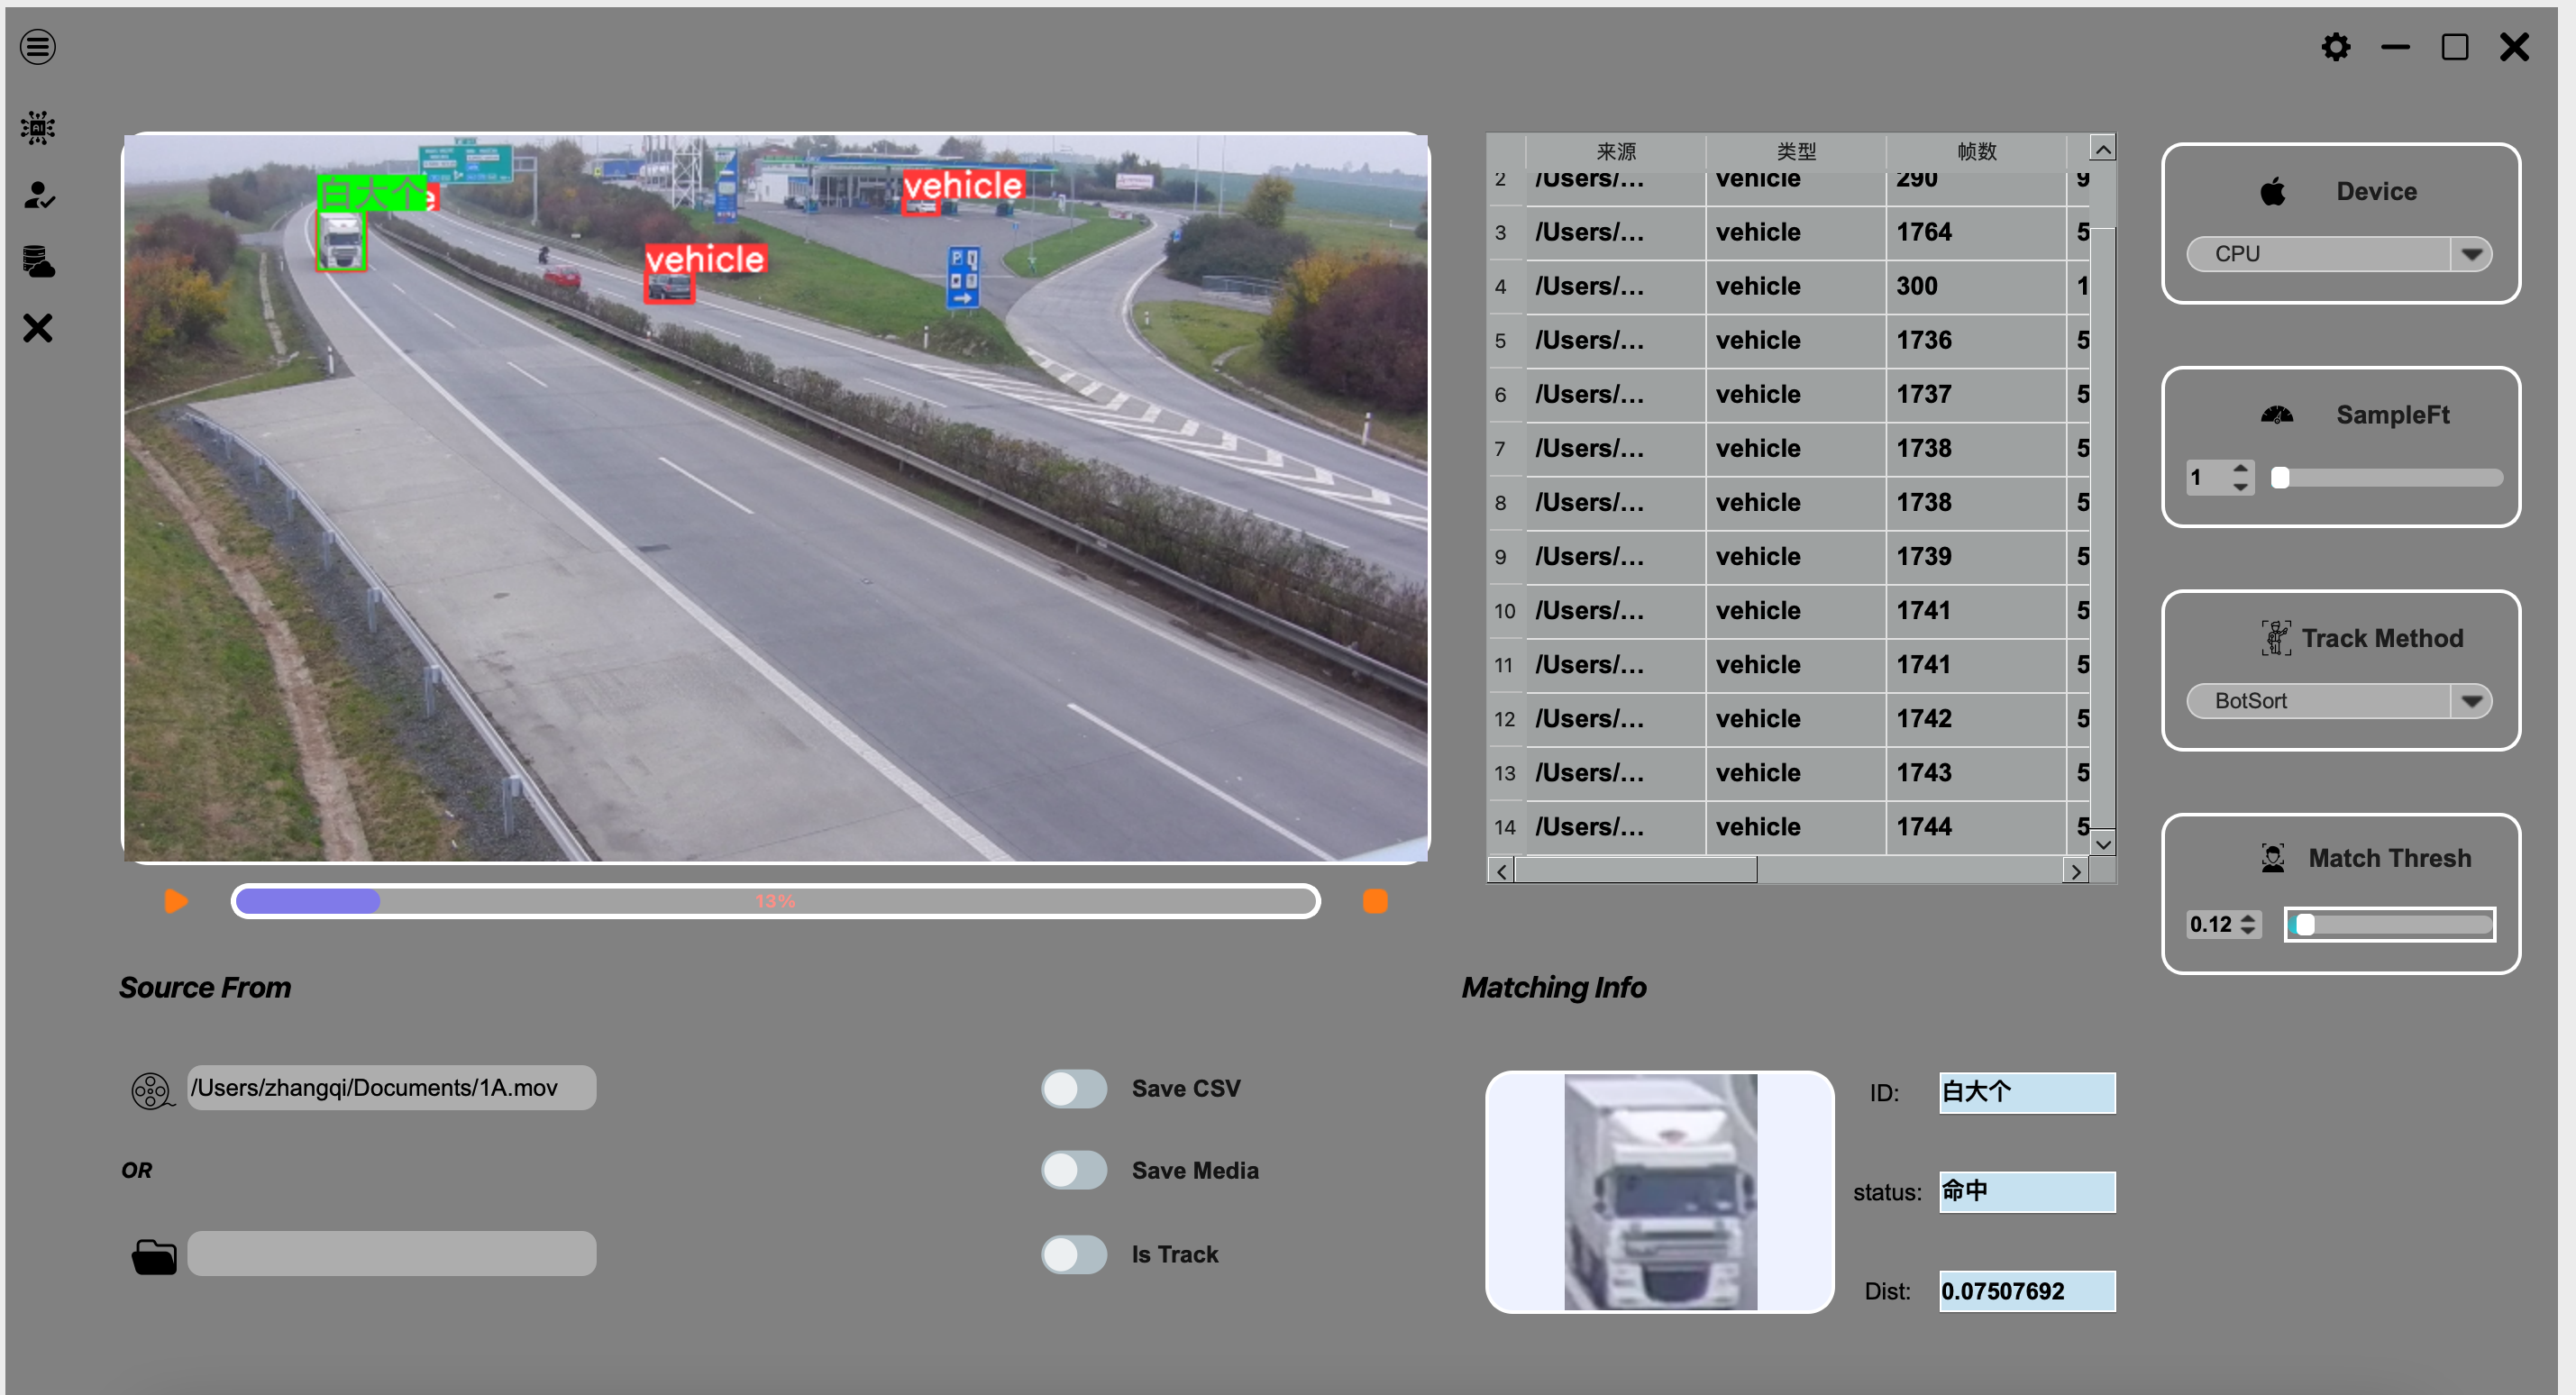 白大个
e
vehicle
vehicle
P
来源 类型 帧数
2 /Users/... vehicle 290 9
3 /Users/... vehicle 1764 5
4 /Users/... vehicle 300 1
5 /Users/... vehicle 1736 5
6 /Users/... vehicle 1737 5
7 /Users/... vehicle 1738 5
8 /Users/... vehicle 1738 5
9 /Users/... vehicle 1739 5
10 /Users/... vehicle 1741 5
11 /Users/... vehicle 1741 5
12 /Users/... vehicle 1742 5
13 /Users/... vehicle 1743 5
14 /Users/... vehicle 1744 5
Device
CPU
SampleFt
1
Track Method
BotSort
Match Thresh
0.12
13%
Source From
/Users/zhangqi/Documents/1A.mov
OR
Save CSV
Save Media
Is Track
Matching Info
ID: 白大个
status: 命中
Dist: 0.07507692
AI